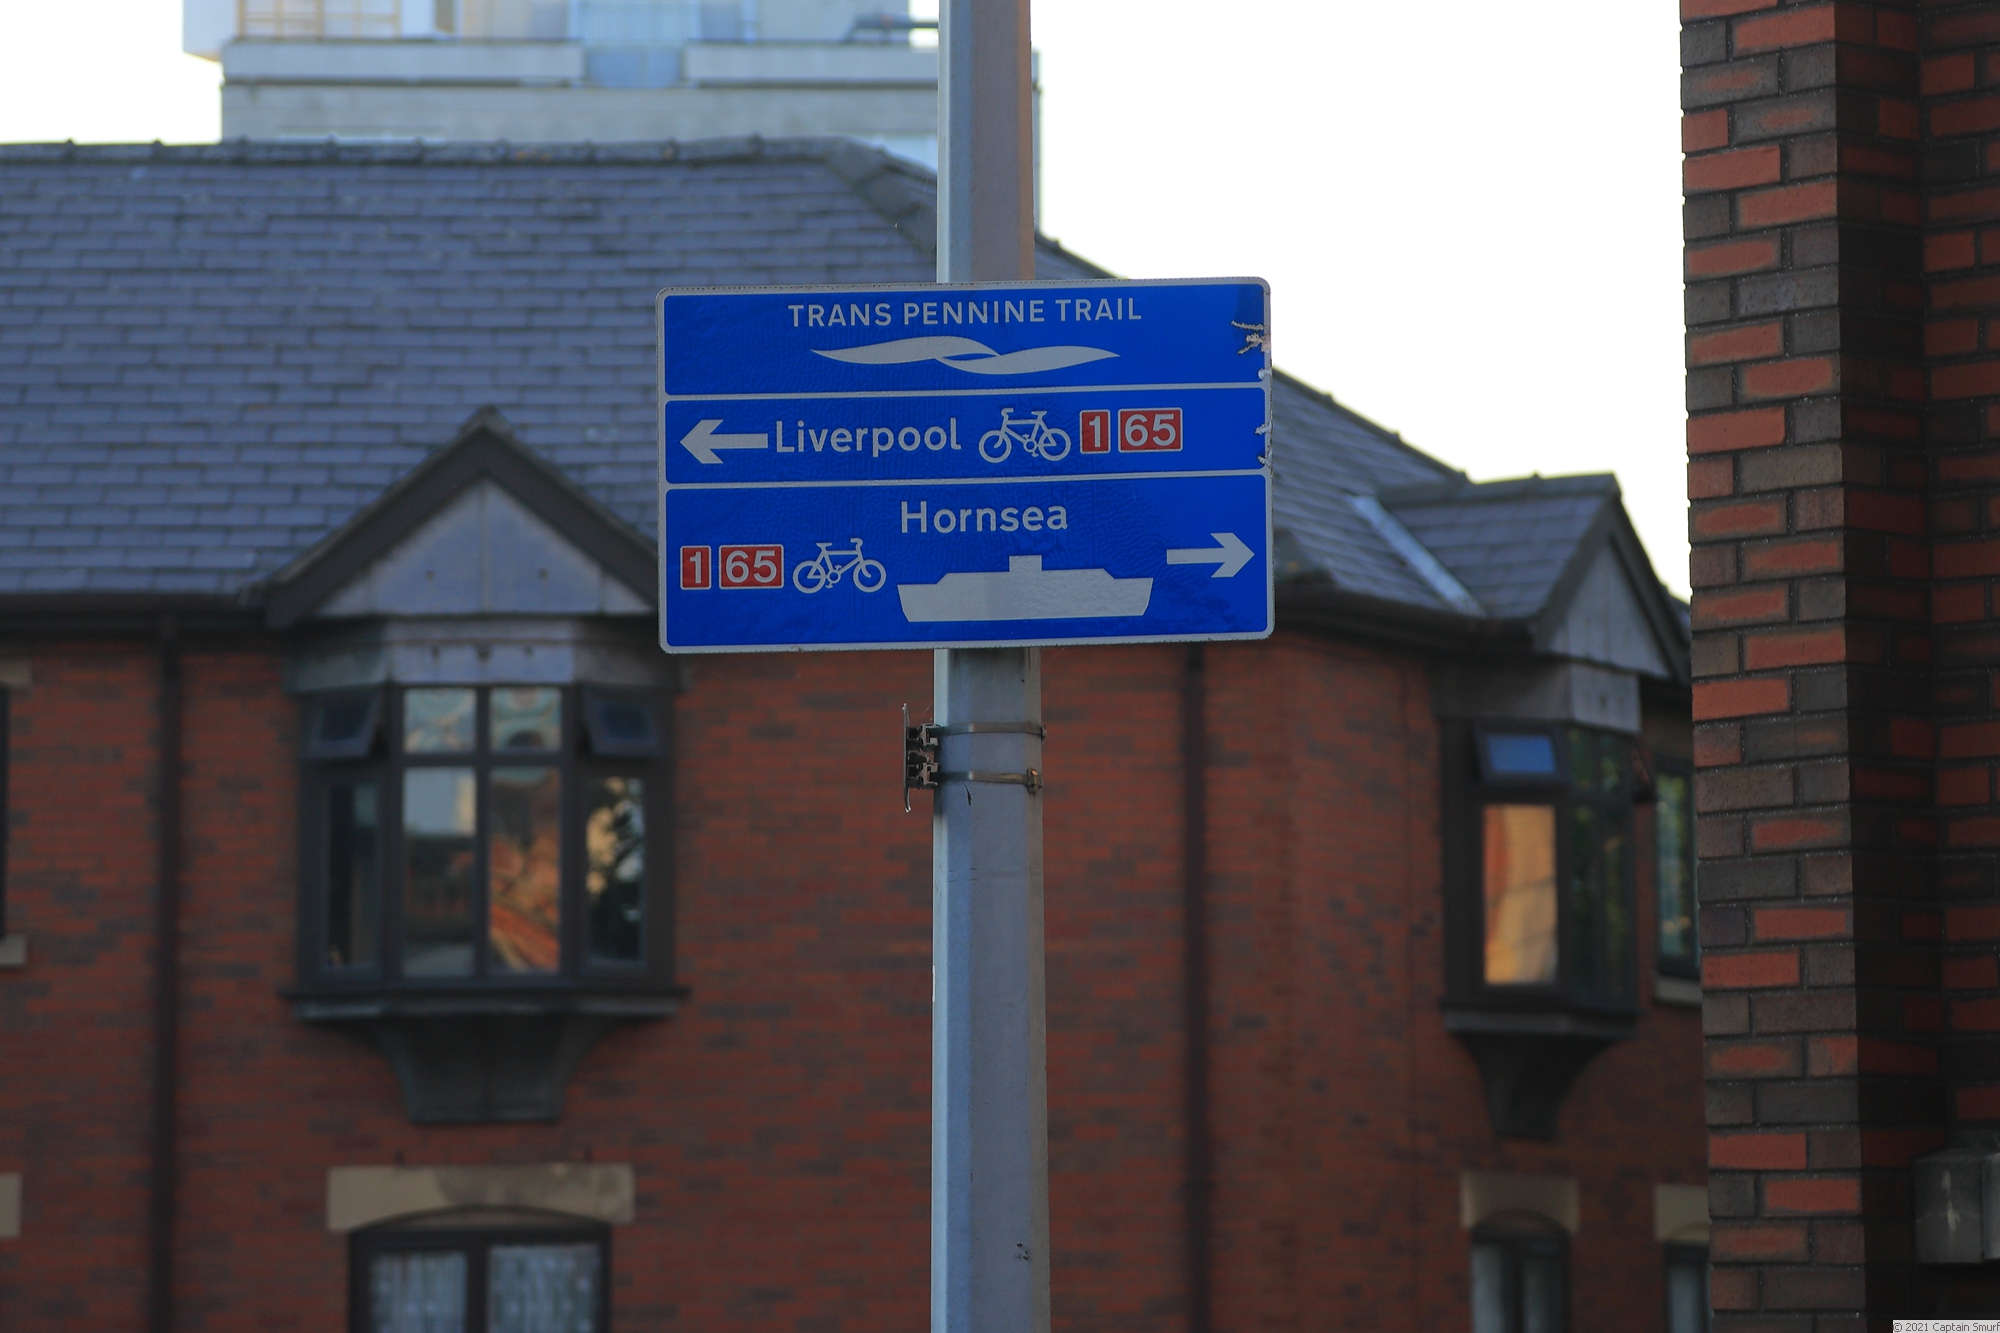 TRANS PENNINE TRAIL
Liverpool 1 65
Hornsea
1 65
© 2021 Captain Smurf